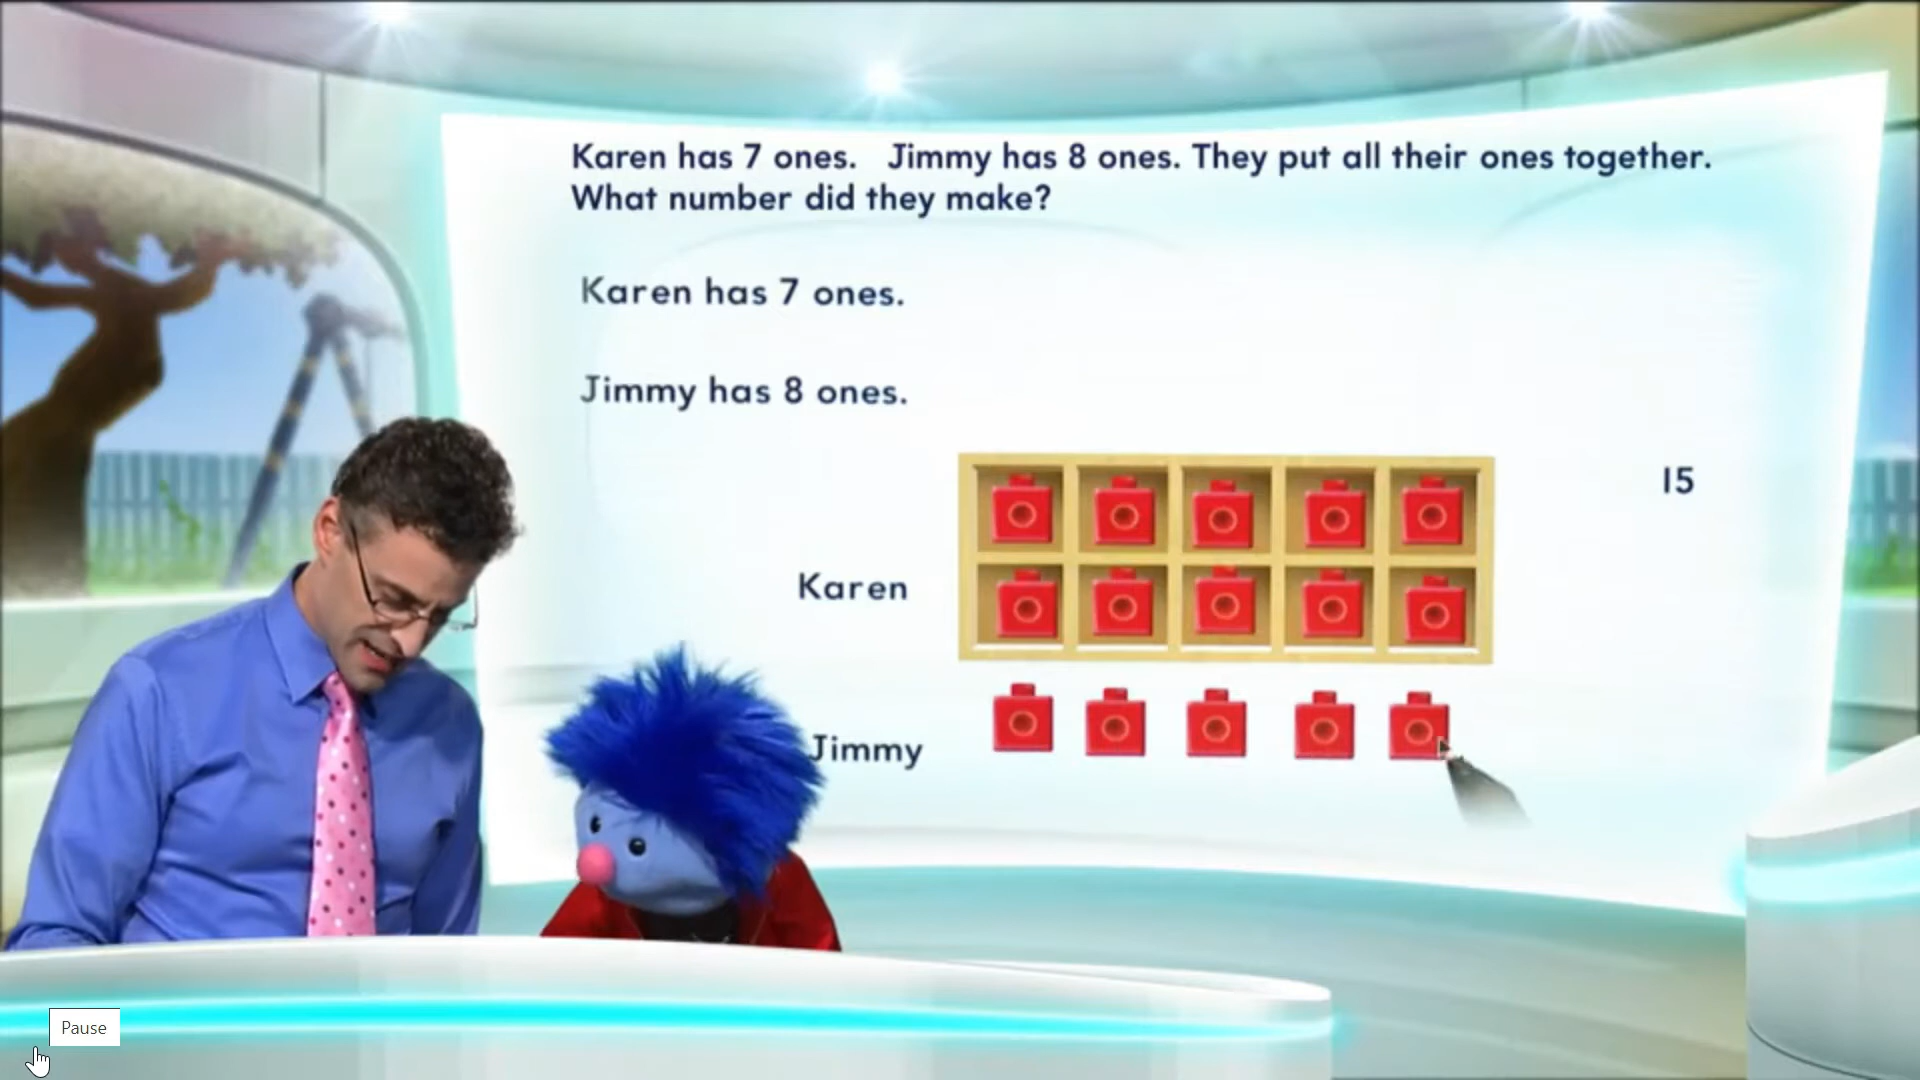 Karen has 7 ones. Jimmy has 8 ones. They put all their ones together.
What number did they make?
Karen has 7 ones.
Jimmy has 8 ones.
15
Karen
Jimmy
Pause